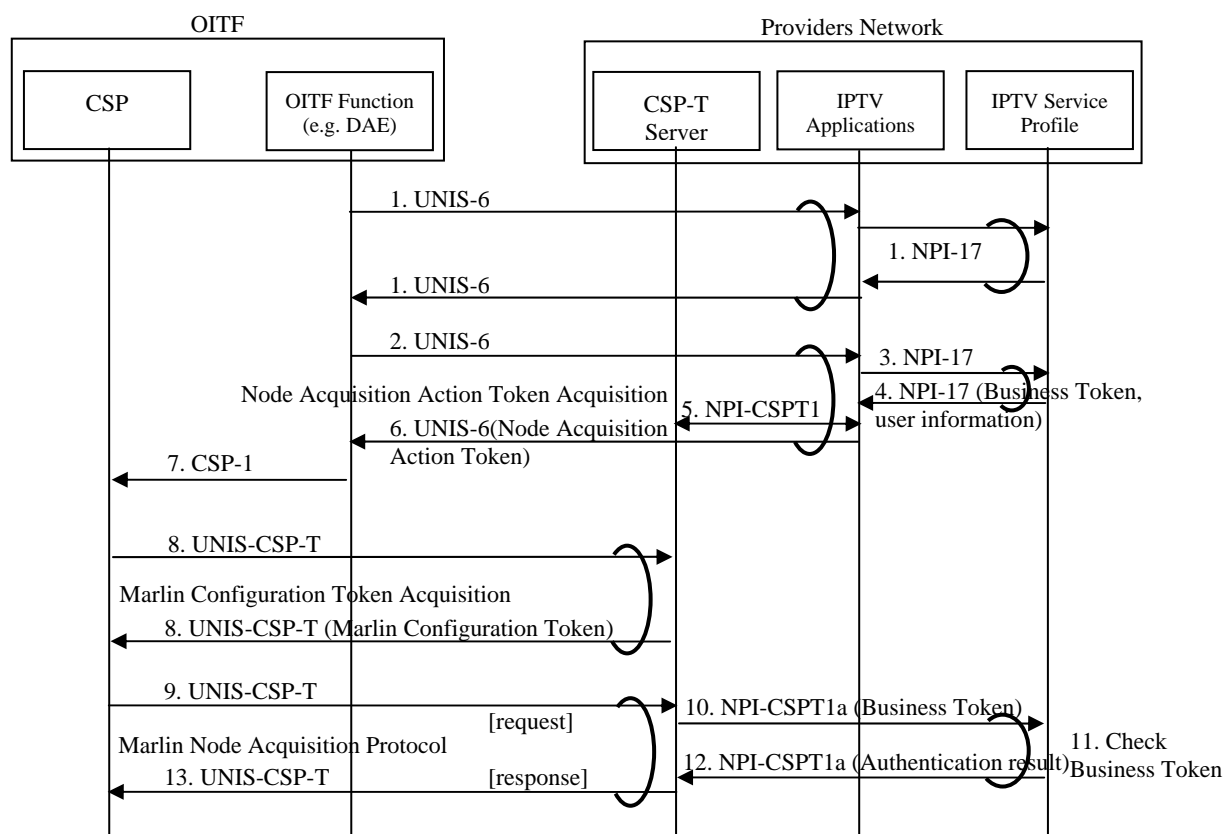 OITF
Providers Network
CSP
OITF Function
(e.g. DAE)
CSP-T
Server
IPTV
Applications
IPTV Service
Profile
1. UNIS-6
1. NPI-17
1. UNIS-6
2. UNIS-6
3. NPI-17
Node Acquisition Action Token Acquisition
4. NPI-17 (Business Token,
user information)
5. NPI-CSPT1
6. UNIS-6(Node Acquisition
Action Token)
7. CSP-1
8. UNIS-CSP-T
Marlin Configuration Token Acquisition
8. UNIS-CSP-T (Marlin Configuration Token)
9. UNIS-CSP-T
[request]
10. NPI-CSPT1a (Business Token)
Marlin Node Acquisition Protocol
11. Check
Business Token
12. NPI-CSPT1a (Authentication result)
13. UNIS-CSP-T
[response]